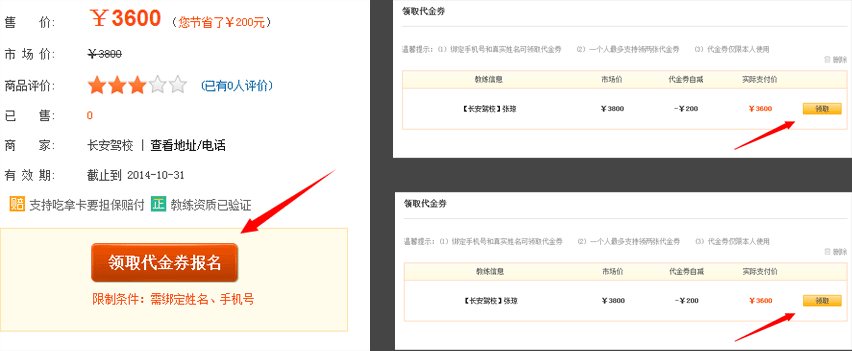 售 价: ￥3600 (您节省了￥200元)
市 场 价: ￥3800
商品评价: (已有0人评价)
已 售: 0
商 家: 长安驾校 | 查看地址/电话
有 效 期: 截止到 2014-10-31
赔 支持吃拿卡要担保赔付 正 教练资质已验证
领取代金券报名
限制条件：需绑定姓名、手机号
领取代金券
温馨提示：（1）绑定手机号和真实姓名可领取代金券 （2）一个人最多支持领两张代金券 （3）代金券仅限本人使用
删除
教练信息 市场价 代金券自减 实际支付价
【长安驾校】张琼 ￥3800 -￥200 ￥3600 领取
领取代金券
温馨提示：（1）绑定手机号和真实姓名可领取代金券 （2）一个人最多支持领两张代金券 （3）代金券仅限本人使用
删除
教练信息 市场价 代金券自减 实际支付价
【长安驾校】张琼 ￥3800 -￥200 ￥3600 领取